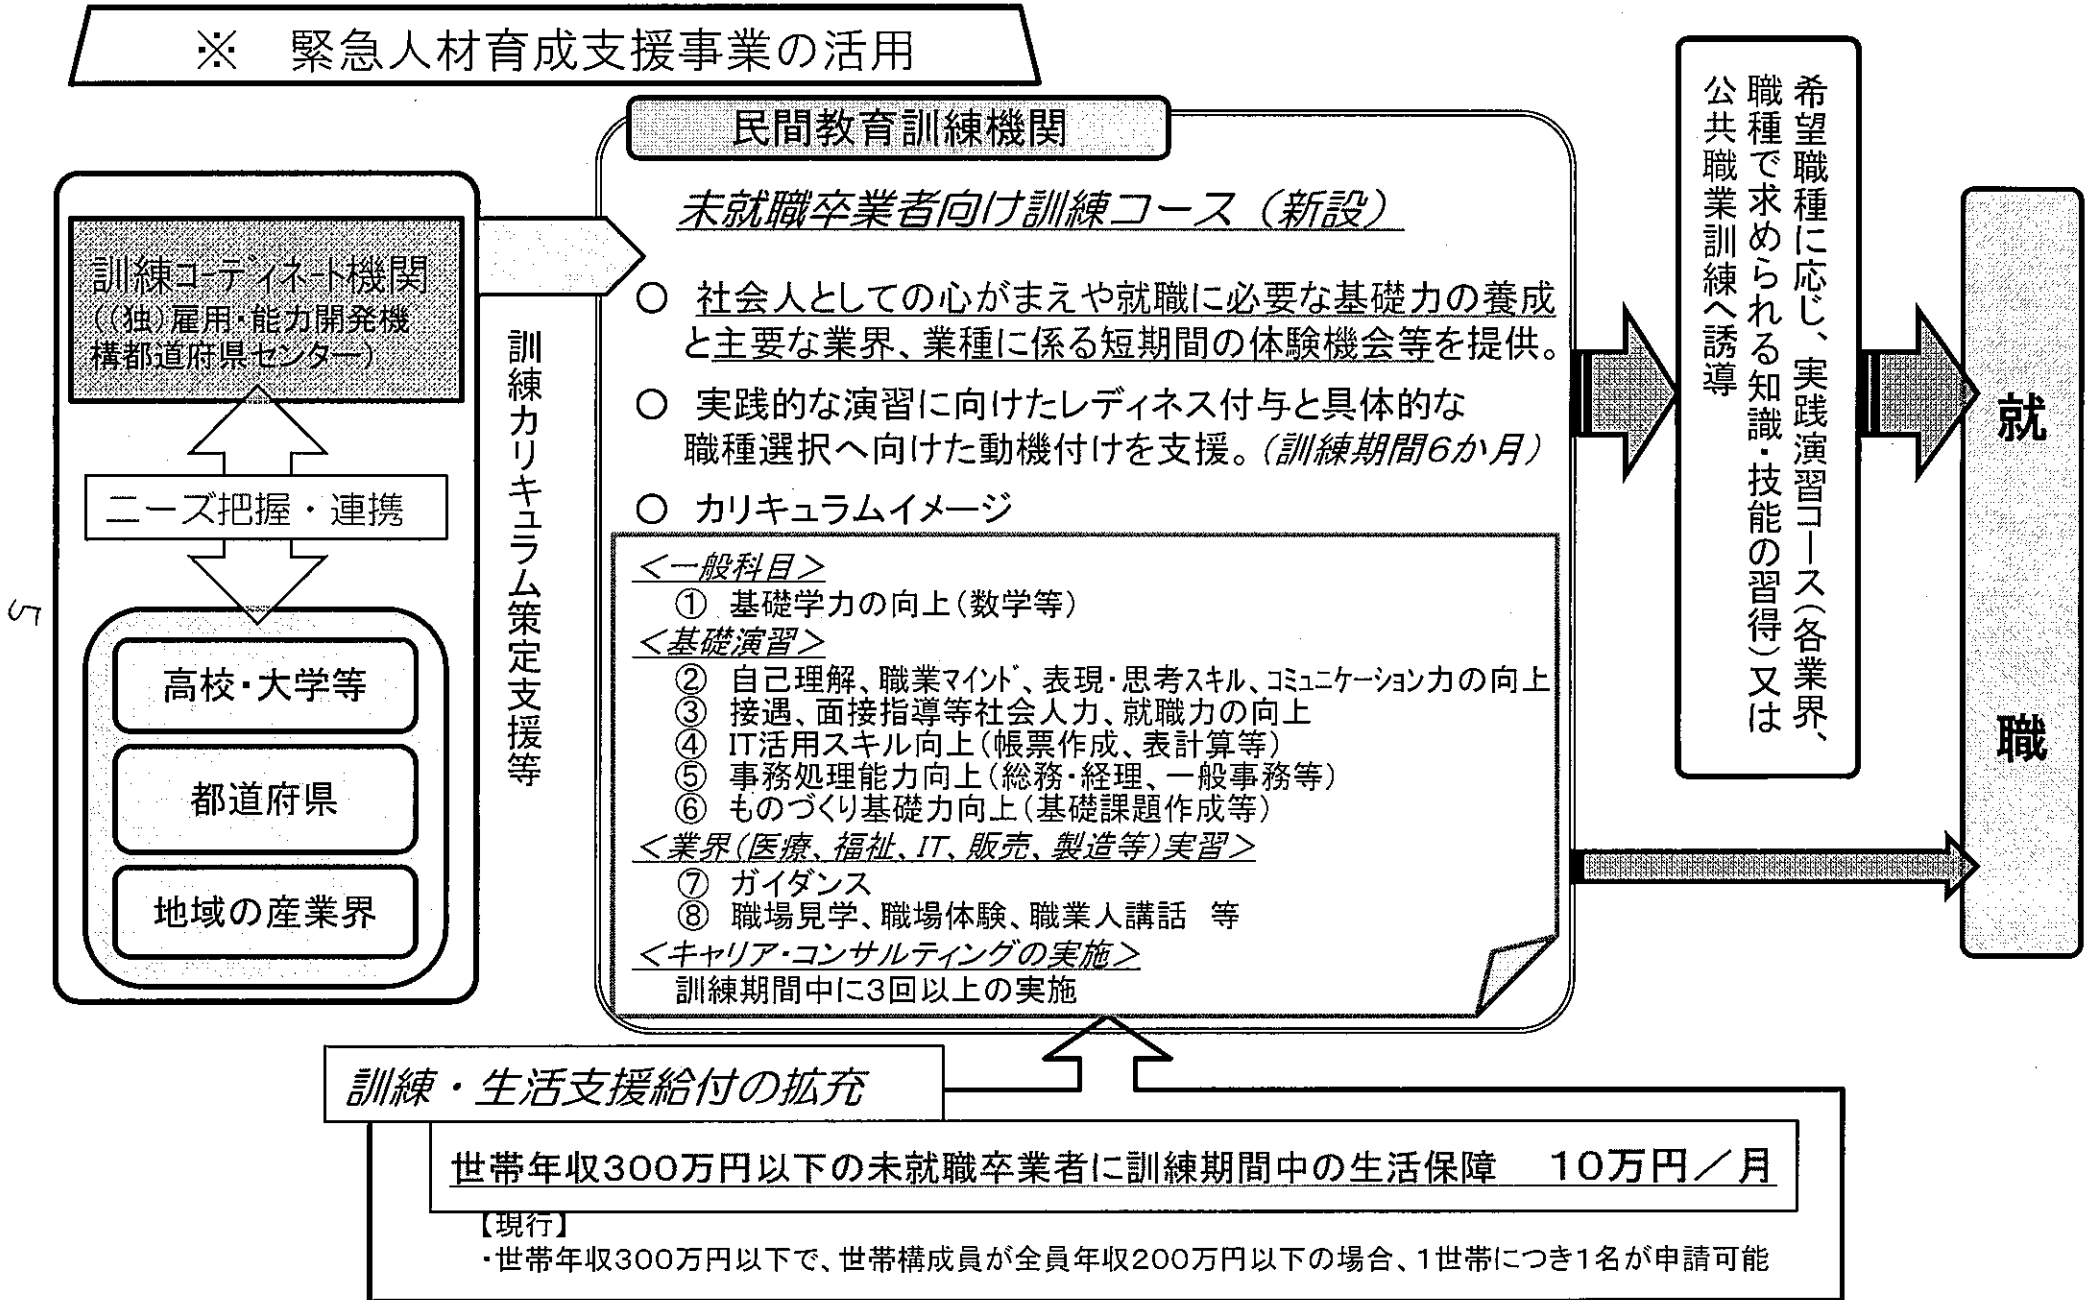 ※　緊急人材育成支援事業の活用
訓練コーディネート機関
((独)雇用・能力開発機
構都道府県センター)
ニーズ把握・連携
高校・大学等
都道府県
地域の産業界
5
訓練カリキュラム策定支援等
民間教育訓練機関
未就職卒業者向け訓練コース（新設）
○　社会人としての心がまえや就職に必要な基礎力の養成
と主要な業界、業種に係る短期間の体験機会等を提供。
○　実践的な演習に向けたレディネス付与と具体的な
職種選択へ向けた動機付けを支援。(訓練期間6か月)
○　カリキュラムイメージ
＜一般科目＞
①　基礎学力の向上(数学等)
＜基礎演習＞
②　自己理解、職業マインド、表現・思考スキル、コミュニケーション力の向上
③　接遇、面接指導等社会人力、就職力の向上
④　IT活用スキル向上(帳票作成、表計算等)
⑤　事務処理能力向上(総務・経理、一般事務等)
⑥　ものづくり基礎力向上(基礎課題作成等)
＜業界(医療、福祉、IT、販売、製造等)実習＞
⑦　ガイダンス
⑧　職場見学、職場体験、職業人講話　等
＜キャリア・コンサルティングの実施＞
訓練期間中に3回以上の実施
希望職種に応じ、実践演習コース(各業界、
職種で求められる知識・技能の習得)又は
公共職業訓練へ誘導
就職
訓練・生活支援給付の拡充
世帯年収300万円以下の未就職卒業者に訓練期間中の生活保障　10万円／月
【現行】
・世帯年収300万円以下で、世帯構成員が全員年収200万円以下の場合、1世帯につき1名が申請可能